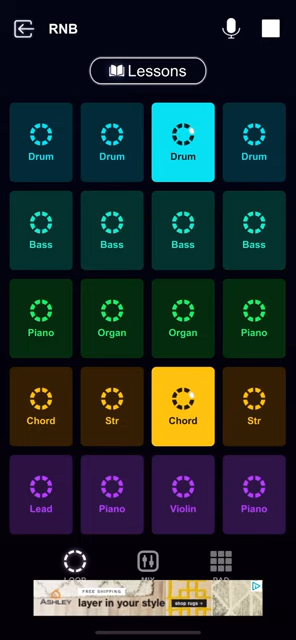 RNB
Lessons
Drum Drum Drum Drum
Bass Bass Bass Bass
Piano Organ Organ Piano
Chord Str Chord Str
Lead Piano Violin Piano
LOOP MIX PAD
FREE SHIPPING
ASHLEY layer in your style shop rugs